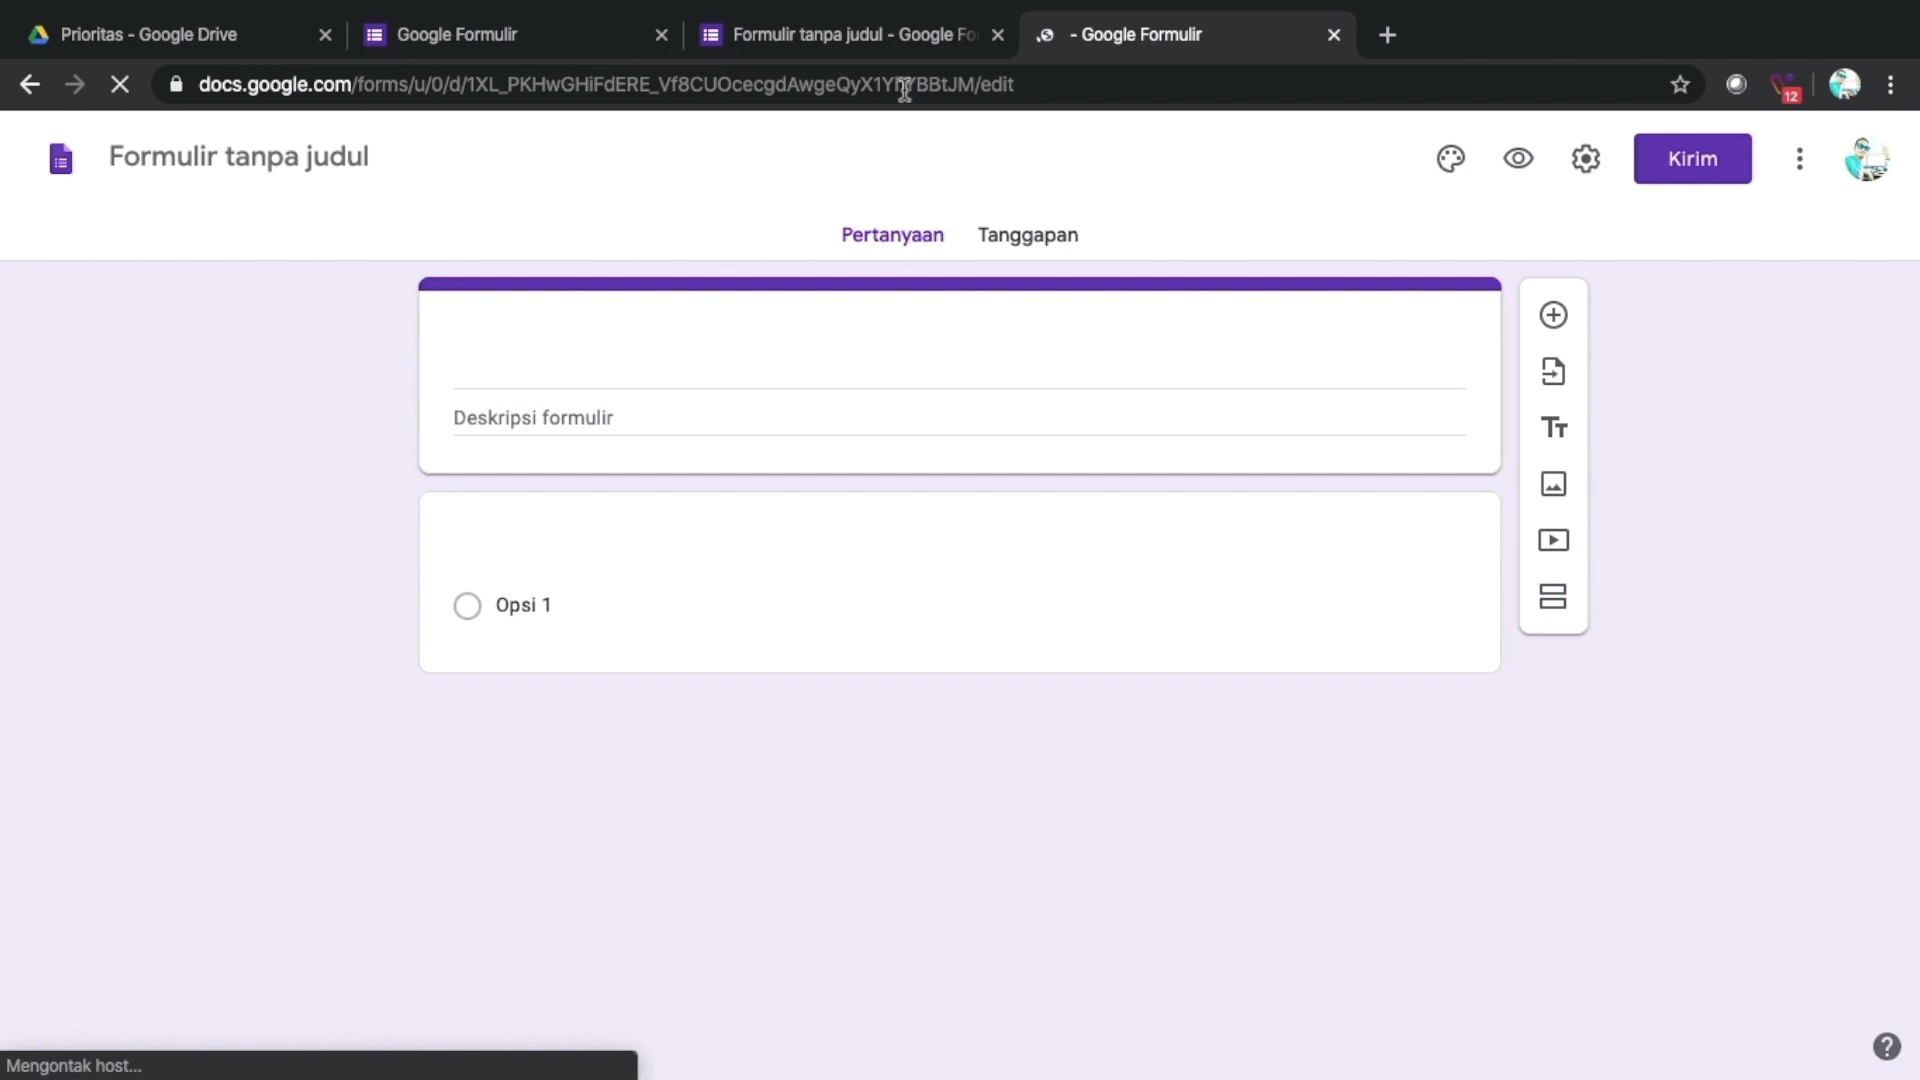 Prioritas - Google Drive
Google Formulir
Formulir tanpa judul - Google Fo
- Google Formulir
docs.google.com/forms/u/0/d/1XL_PKHwGHiFdERE_Vf8CUOcecgdAwgeQyX1Y
BBtJM/edit
12
Formulir tanpa judul
Kirim
Pertanyaan
Tanggapan
Deskripsi formulir
Opsi 1
Mengontak host...